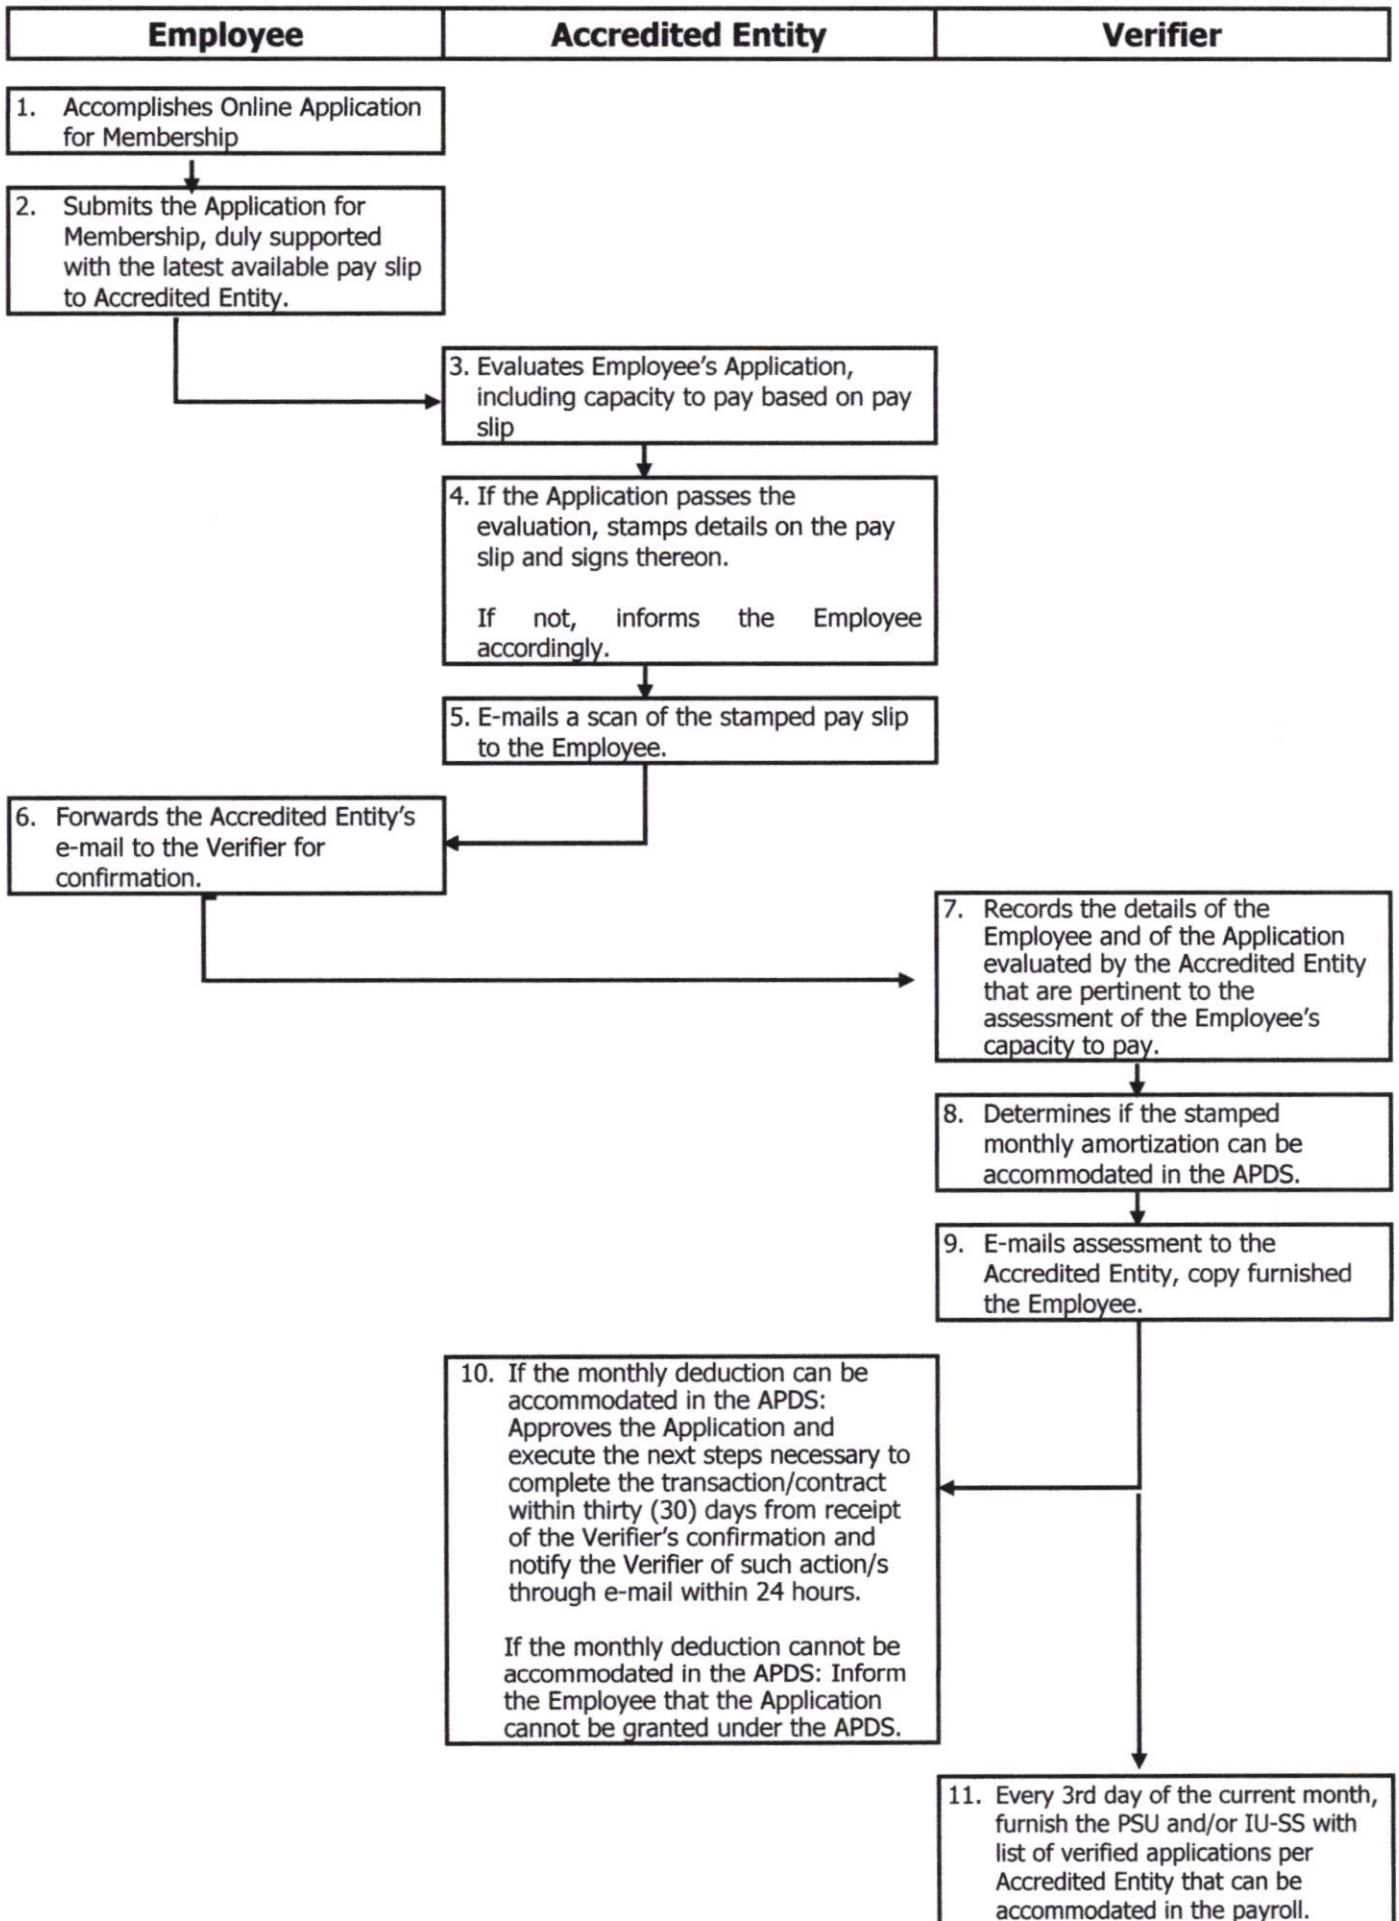 Employee
Accredited Entity
Verifier
1. Accomplishes Online Application
for Membership
2. Submits the Application for
Membership, duly supported
with the latest available pay slip
to Accredited Entity.
3. Evaluates Employee's Application,
including capacity to pay based on pay
slip
4. If the Application passes the
evaluation, stamps details on the pay
slip and signs thereon.
If not, informs the Employee
accordingly.
5. E-mails a scan of the stamped pay slip
to the Employee.
6. Forwards the Accredited Entity's
e-mail to the Verifier for
confirmation.
7. Records the details of the
Employee and of the Application
evaluated by the Accredited Entity
that are pertinent to the
assessment of the Employee's
capacity to pay.
8. Determines if the stamped
monthly amortization can be
accommodated in the APDS.
9. E-mails assessment to the
Accredited Entity, copy furnished
the Employee.
10. If the monthly deduction can be
accommodated in the APDS:
Approves the Application and
execute the next steps necessary to
complete the transaction/contract
within thirty (30) days from receipt
of the Verifier's confirmation and
notify the Verifier of such action/s
through e-mail within 24 hours.
If the monthly deduction cannot be
accommodated in the APDS: Inform
the Employee that the Application
cannot be granted under the APDS.
11. Every 3rd day of the current month,
furnish the PSU and/or IU-SS with
list of verified applications per
Accredited Entity that can be
accommodated in the payroll.